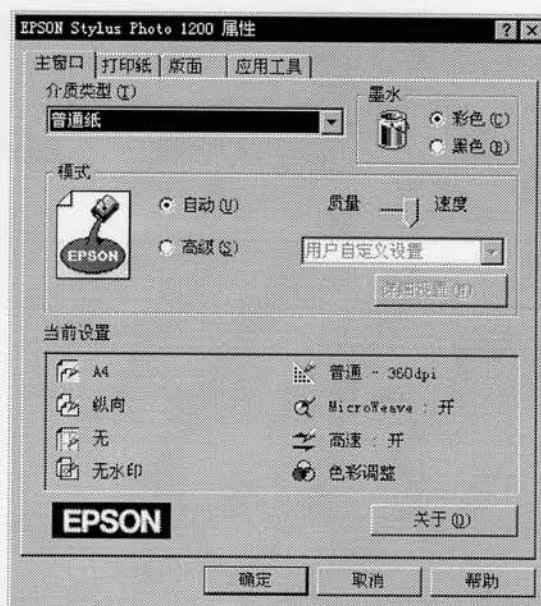 EPSON Stylus Photo 1200 属性
主窗口 打印纸 版面 应用工具
介质类型(T)
普通纸
墨水
彩色(C)
黑色(B)
模式
EPSON
自动(U)
高级(S)
质量 速度
用户自定义设置
详细设置(H)
当前设置
A4
纵向
无
无水印
普通 - 360dpi
MicroWeave : 开
高速 : 开
色彩调整
EPSON
关于(O)
确定 取消 帮助